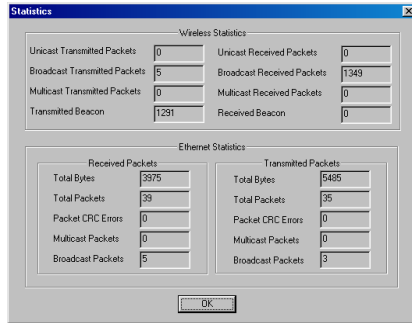 Statistics
Wireless Statistics
Unicast Transmitted Packets 0 Unicast Received Packets 0
Broadcast Transmitted Packets 5 Broadcast Received Packets 1349
Multicast Transmitted Packets 0 Multicast Received Packets 0
Transmitted Beacon 1291 Received Beacon 0
Ethernet Statistics
Received Packets Transmitted Packets
Total Bytes 3975 Total Bytes 5485
Total Packets 39 Total Packets 35
Packet CRC Errors 0 Packet CRC Errors 0
Multicast Packets 0 Multicast Packets 0
Broadcast Packets 5 Broadcast Packets 3
OK